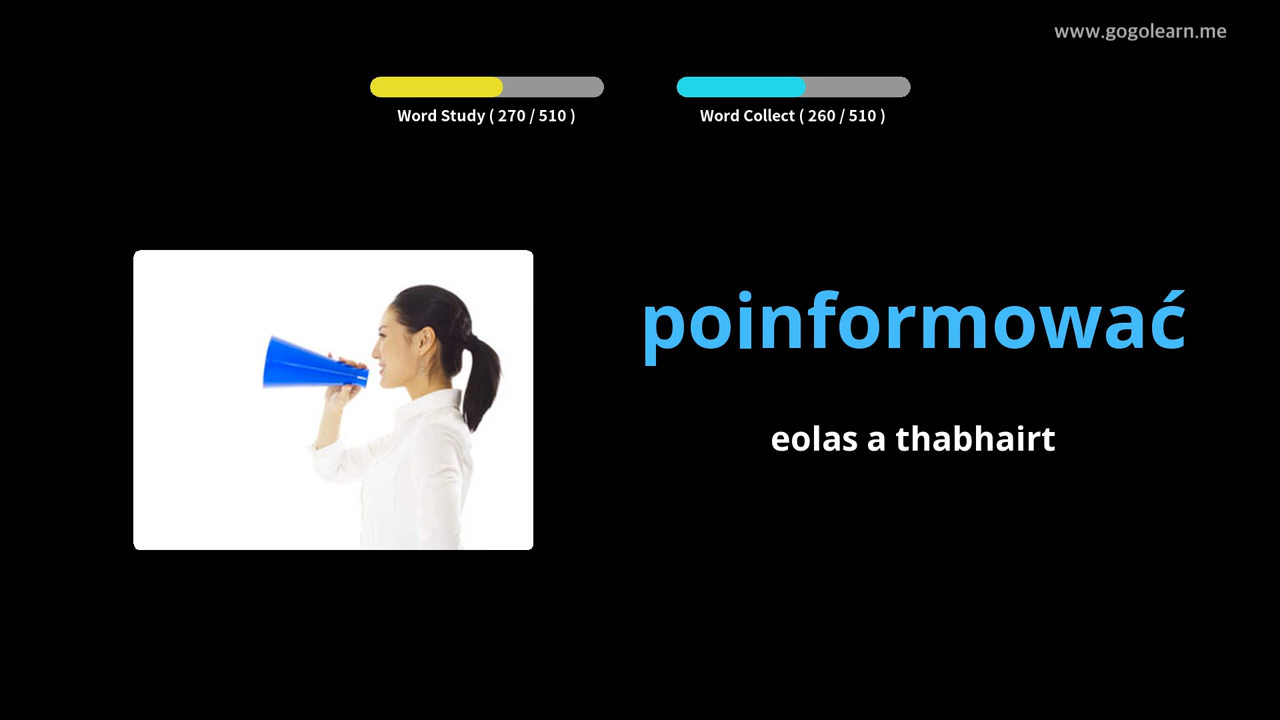 www.gogolearn.me
Word Study ( 270 / 510 )
Word Collect ( 260 / 510 )
poinformować
eolas a thabhairt